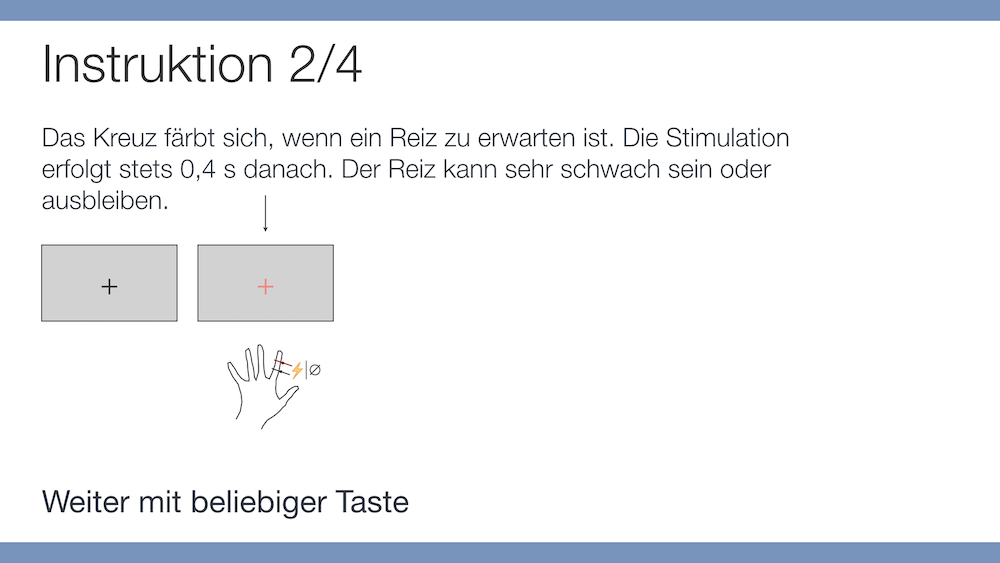 Instruktion 2/4
Das Kreuz färbt sich, wenn ein Reiz zu erwarten ist. Die Stimulation
erfolgt stets 0,4 s danach. Der Reiz kann sehr schwach sein oder
ausbleiben.
|∅
Weiter mit beliebiger Taste